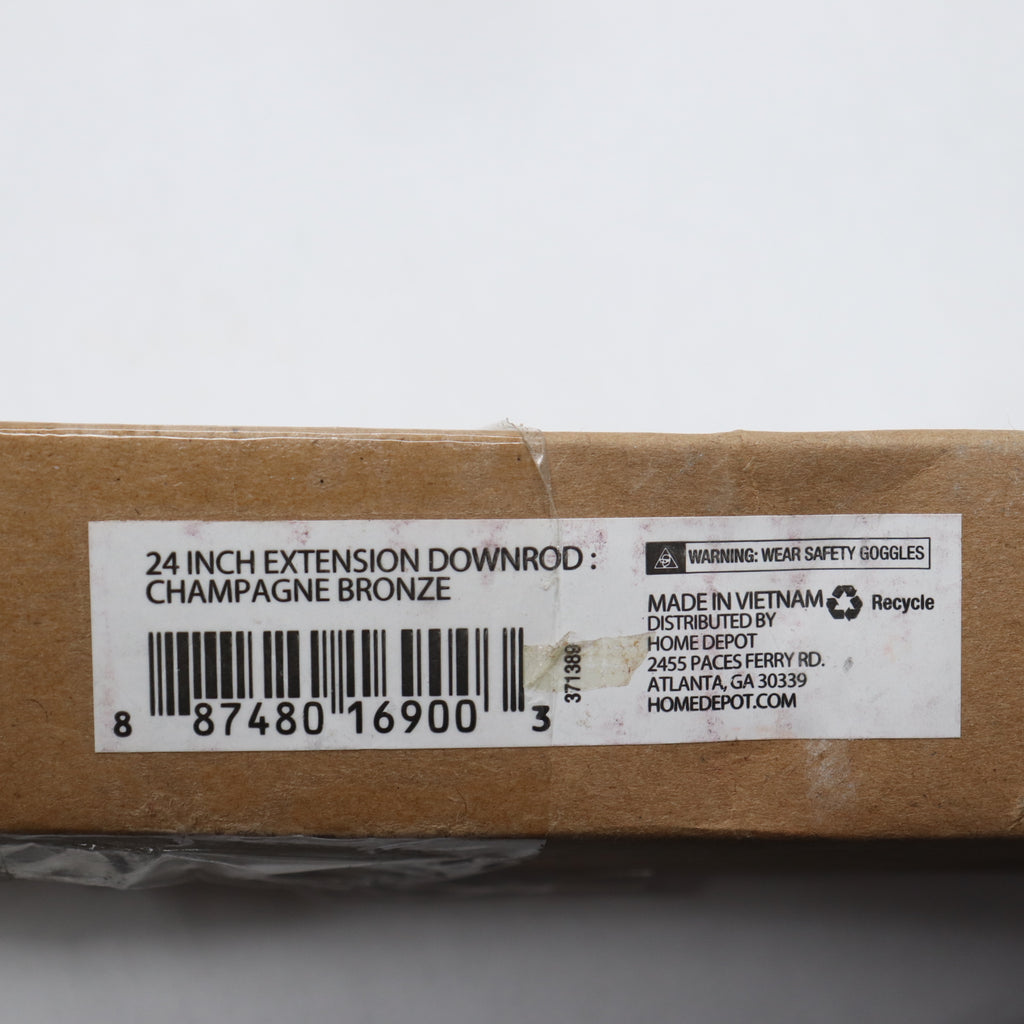 24 INCH EXTENSION DOWNROD :
CHAMPAGNE BRONZE
8 87480 16900 3
371389
WARNING: WEAR SAFETY GOGGLES
MADE IN VIETNAM
Recycle
DISTRIBUTED BY
HOME DEPOT
2455 PACES FERRY RD.
ATLANTA, GA 30339
HOMEDEPOT.COM